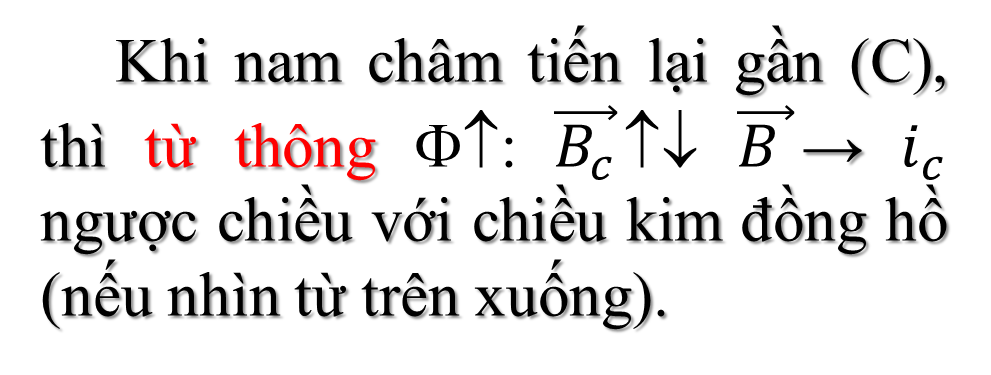 Khi nam châm tiến lại gần (C),
thì từ thông Φ↑: $\overrightarrow{B_c}$ ↑↓ $\overrightarrow{B}$ → $i_c$
ngược chiều với chiều kim đồng hồ
(nếu nhìn từ trên xuống).